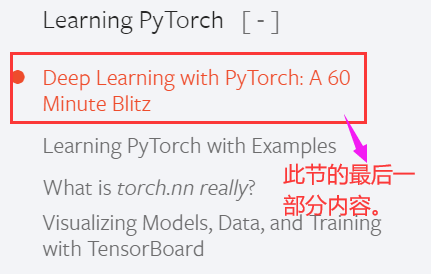 Learning PyTorch [ - ]
Deep Learning with PyTorch: A 60
Minute Blitz
Learning PyTorch with Examples
What is torch.nn really?
此节的最后一
部分内容。
Visualizing Models, Data, and Training
with TensorBoard